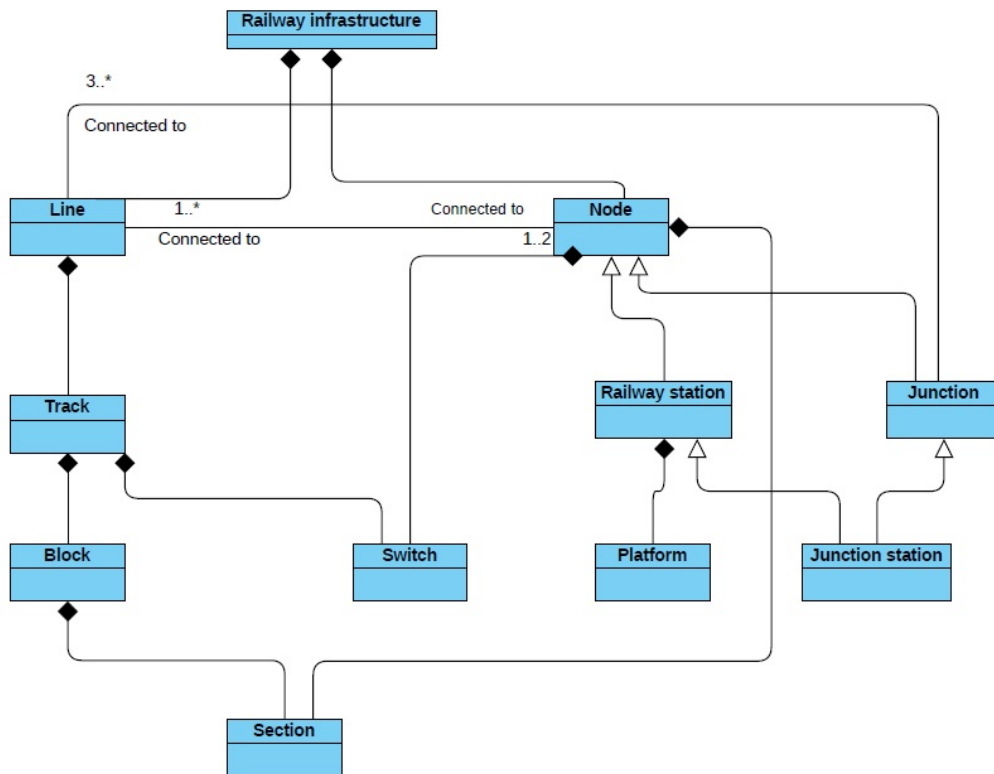 Railway infrastructure
3..*
Connected to
Line
1..*
Connected to
Node
Connected to
1..2
Track
Railway station
Junction
Block
Switch
Platform
Junction station
Section